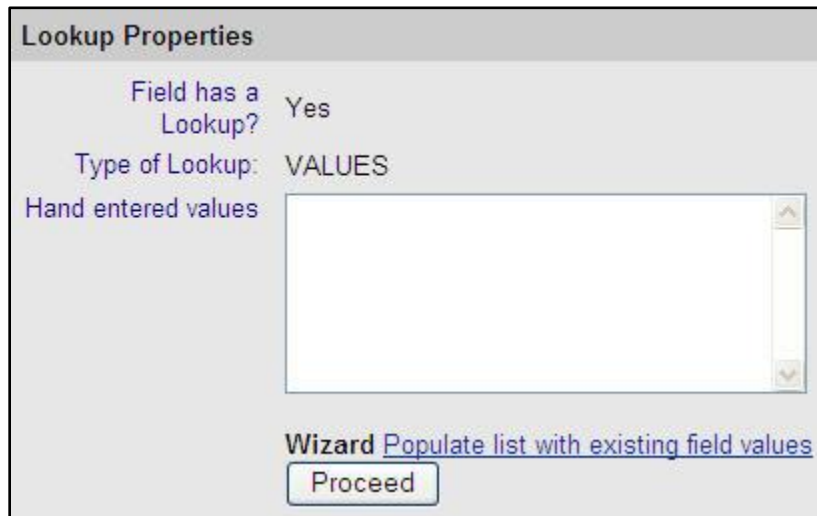 Lookup Properties
Field has a
Lookup?
Yes
Type of Lookup: VALUES
Hand entered values
Wizard Populate list with existing field values
Proceed